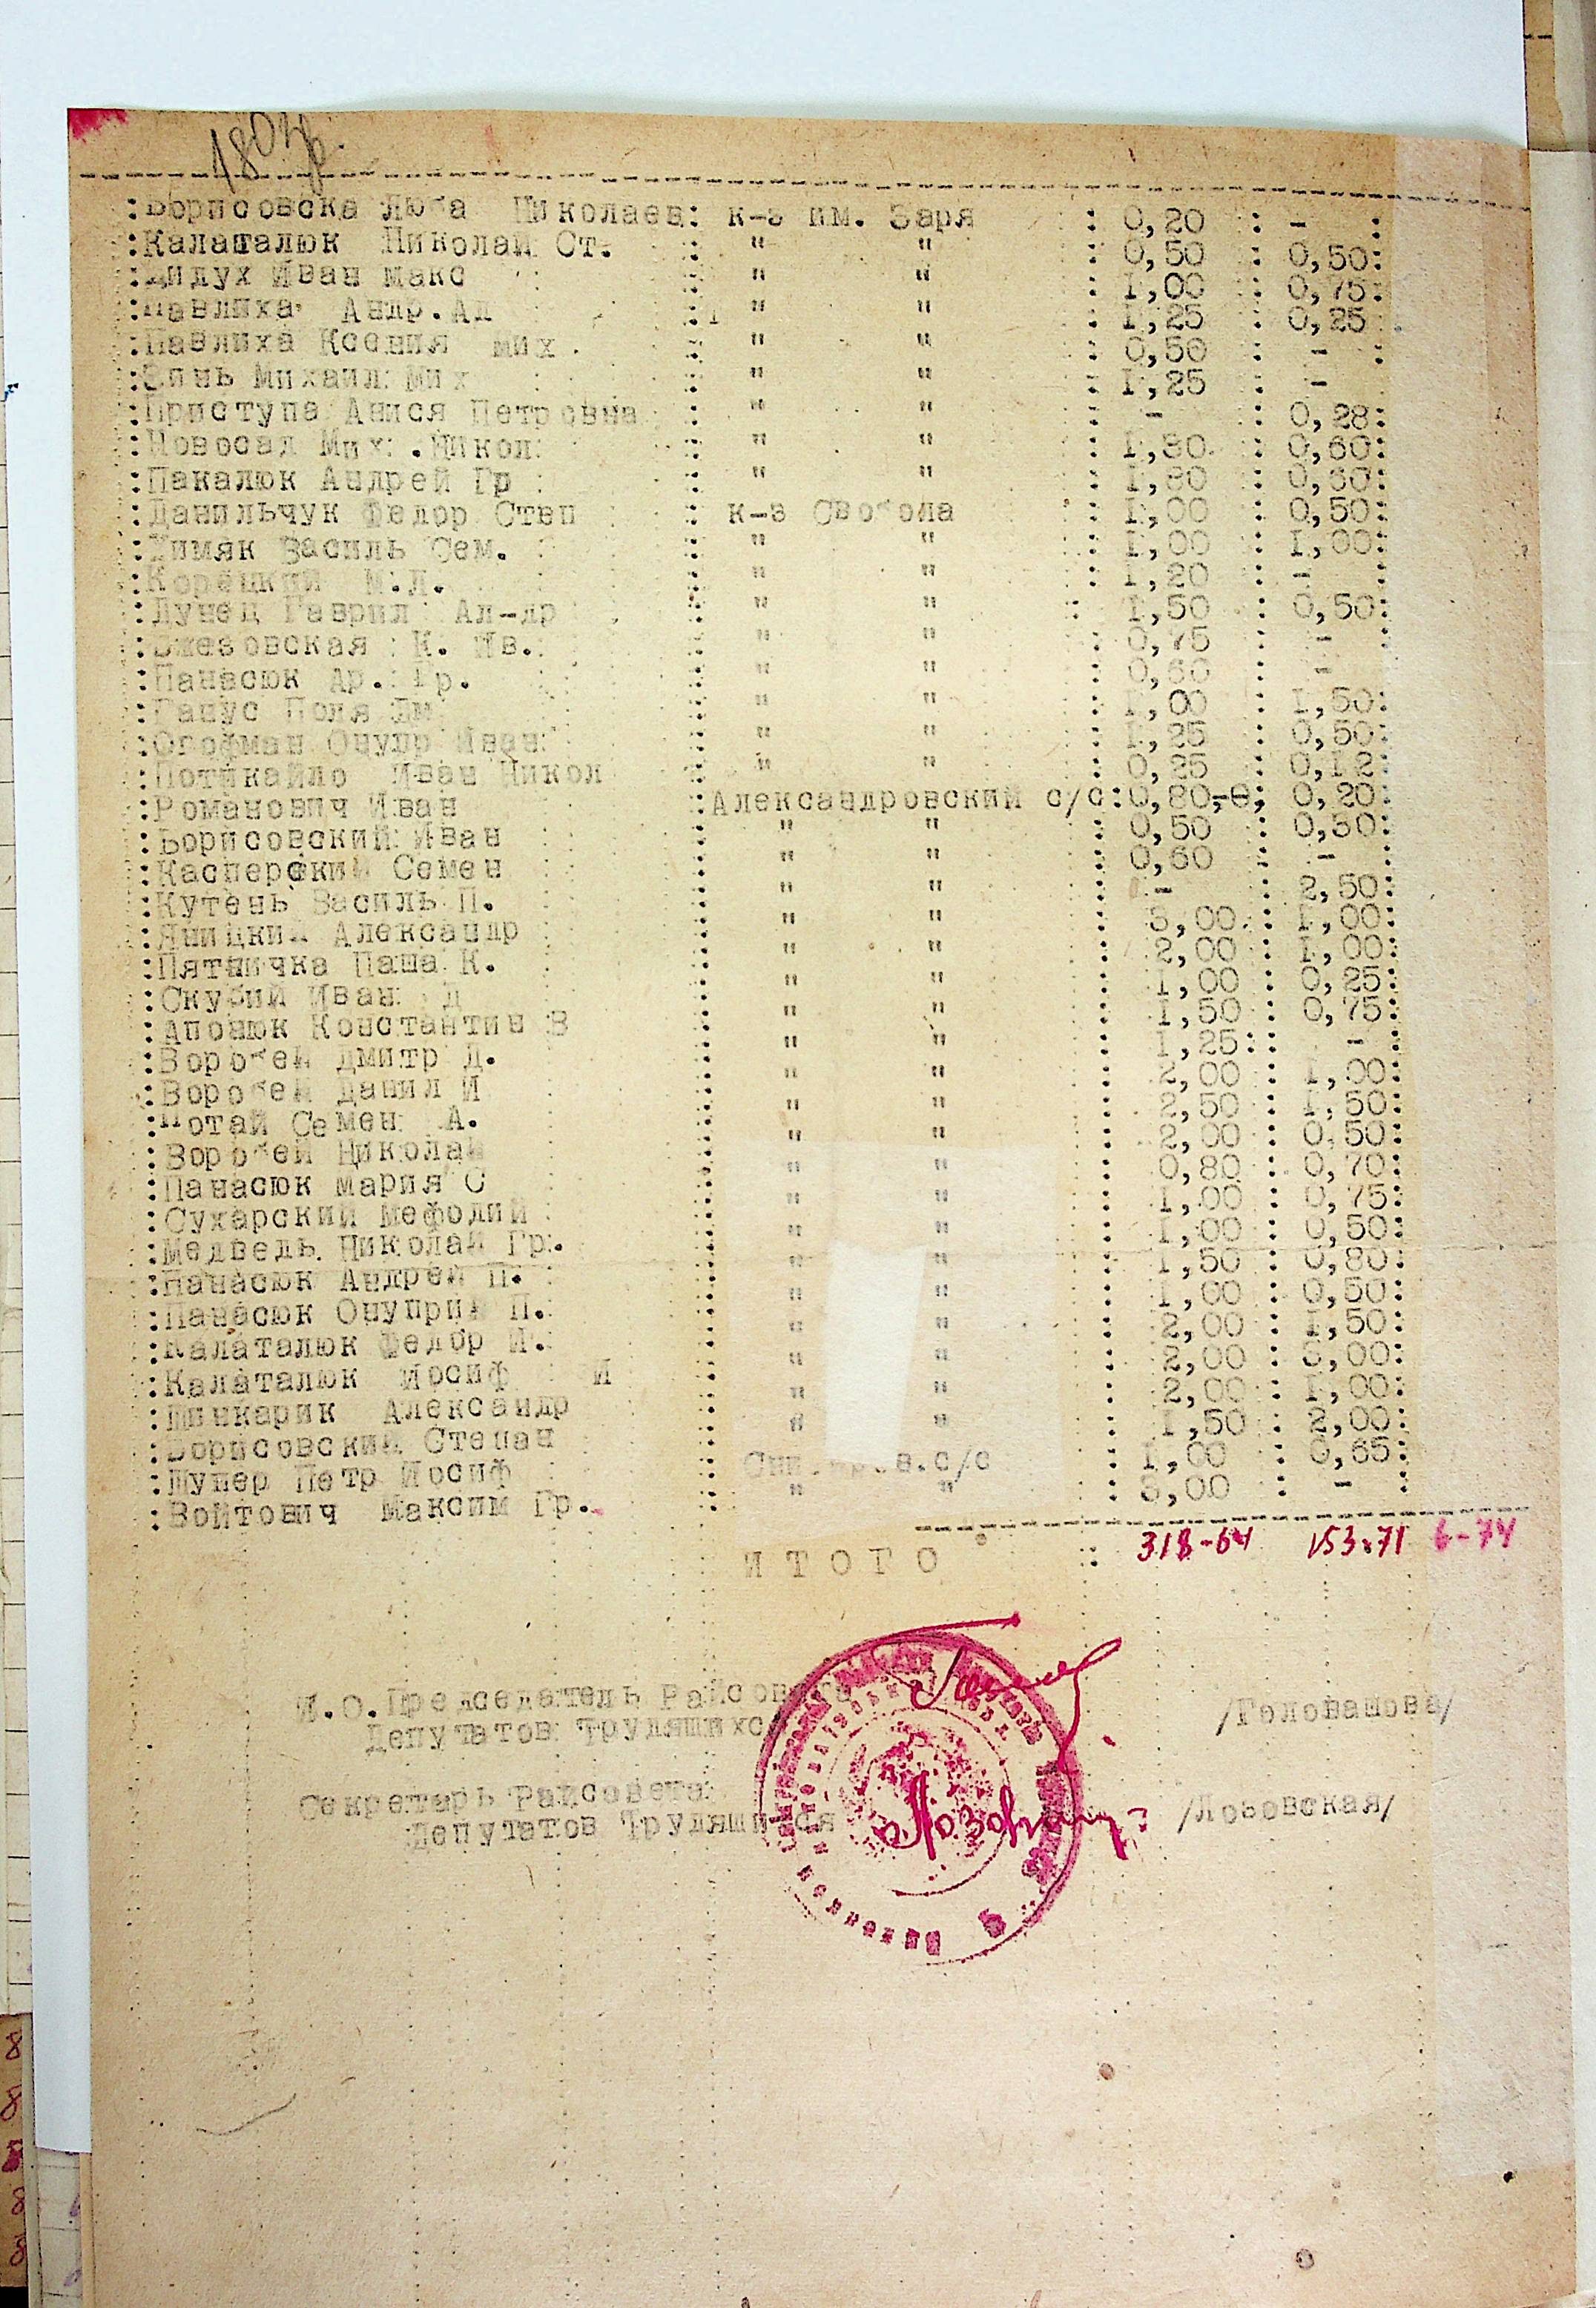 180 кр.
Борисовска Люба Николаев: к-з им. Заря : 0,20 : - :
:Калаталюк Николай Ст. : " " : 0,50 : 0,50:
:Дидух Иван Макс : " " : 1,00 : 0,75:
:Павлиха Андр. Ал : " " : 1,25 : 0,25
:Павлиха Ксения мих. : " " : 0,50 : - :
:Зинь Михаил Мих : " " : 1,25 : -
:Приступа Анися Петровна : " " : - : 0,28:
:Новосад Мих. Никол : " " : 1,80 : 0,60:
:Пакалюк Андрей Гр : " " : 1,80 : 0,60:
:Данильчук Федор Степ : к-з Свобода : 1,00 : 0,50:
:Химяк Василь Сем. : " " : 1,00 : 1,00:
:Корецкий М.Л. : " " : 1,20 : - :
:Лунец Гаврил Ал-др : " " : 1,50 : 0,50:
: К. Ив. : " " : 0,75 : - :
:Панасюк Ар. Гр. : " " : 0,60 : -
: Поля Дм : " " : 1,00 : 1,50:
: Онупр Иван : " " : 1,25 : 0,50:
:Потыкайло Иван Никол : " " : 0,25 : 0,12:
:Романович Иван :Александровский с/с:0,80 : 0,20:
:Борисовский Иван : " " : 0,50 : 0,30:
:Касперский Семен : " " : 0,60 : - :
:Кутень Василь П. : " " : - : 2,50:
:Яницкий Александр : " " : 3,00 : 1,00:
:Пятничка Паша К. : " " : 2,00 : 1,00:
:Скубий Иван Д : " " : 1,00 : 0,25:
:Апонюк Константин В : " " : 1,50 : 0,75:
:Воробей Дмитр Д. : " " : 1,25 : - :
:Воробей Данил И : " " : 2,00 : 1,00:
:Потай Семен А. : " " : 2,50 : 1,50:
:Воробей Николай : " " : 2,00 : 0,50:
:Панасюк Мария С : " " : 0,80 : 0,70:
:Сухарский Мефодий : " " : 1,00 : 0,75:
:Медведь Николай Гр. : " " : 1,00 : 0,50:
:Панасюк Андрей П. : " " : 1,50 : 0,80:
:Панасюк Онуприй П. : " " : 1,00 : 0,50:
:Калаталюк Федор И. : " " : 2,00 : 1,50:
:Калаталюк Иосиф И : " " : 2,00 : 3,00:
:Шинкарик Александр : " " : 2,00 : 1,00:
:Борисовский Степан : " " : 1,50 : 2,00:
:Шупер Петр Иосиф : с/с : 1,00 : 0,65:
:Войтович Максим Гр. : " " : 3,00 : - :
ИТОГО : 318-64 153-71 6-74
И.О.Председатель Райсовета
Депутатов Трудящихся /Головашова/
Секретарь Райсовета
Депутатов Трудящихся /Лозовская/